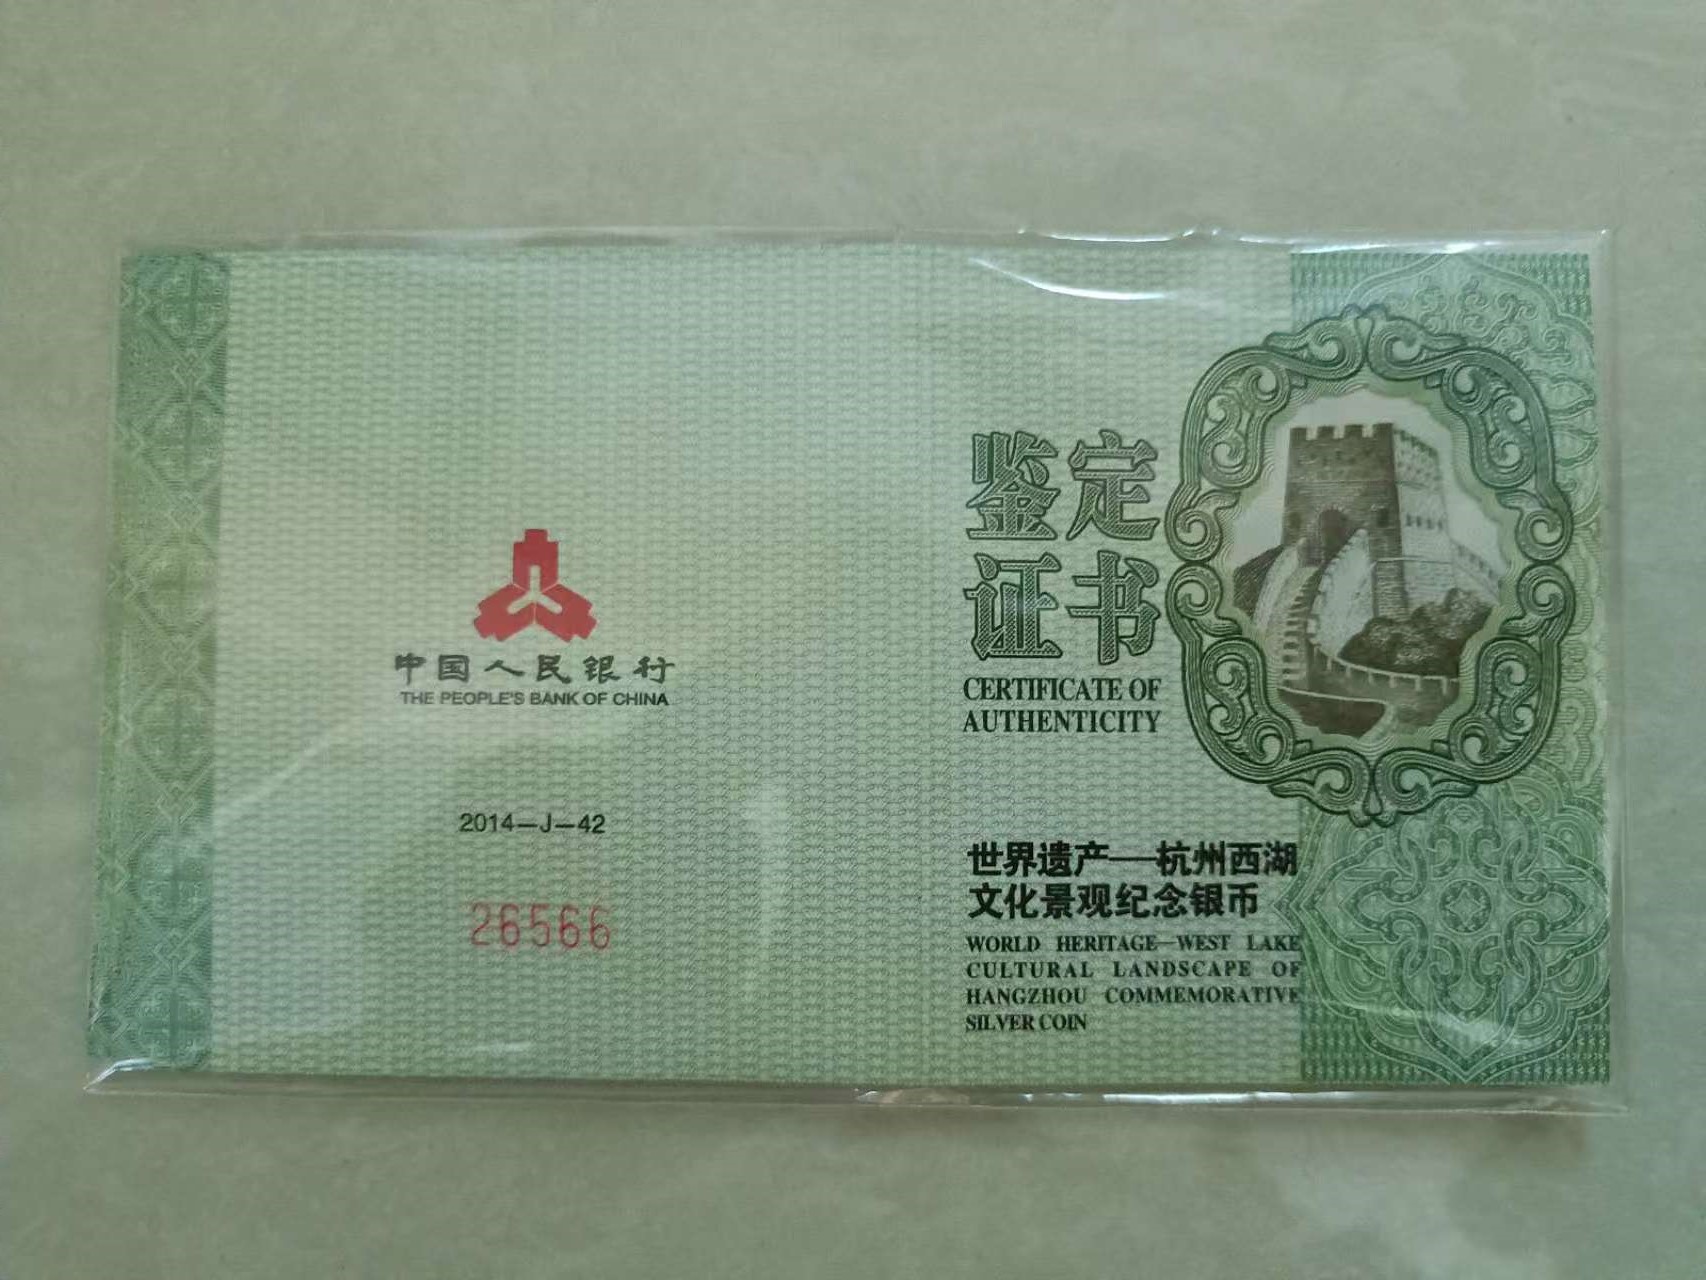 中国人民银行
THE PEOPLE'S BANK OF CHINA
2014—J—42
26566
鉴定
证书
CERTIFICATE OF
AUTHENTICITY
世界遗产——杭州西湖
文化景观纪念银币
WORLD HERITAGE—WEST LAKE
CULTURAL LANDSCAPE OF
HANGZHOU COMMEMORATIVE
SILVER COIN